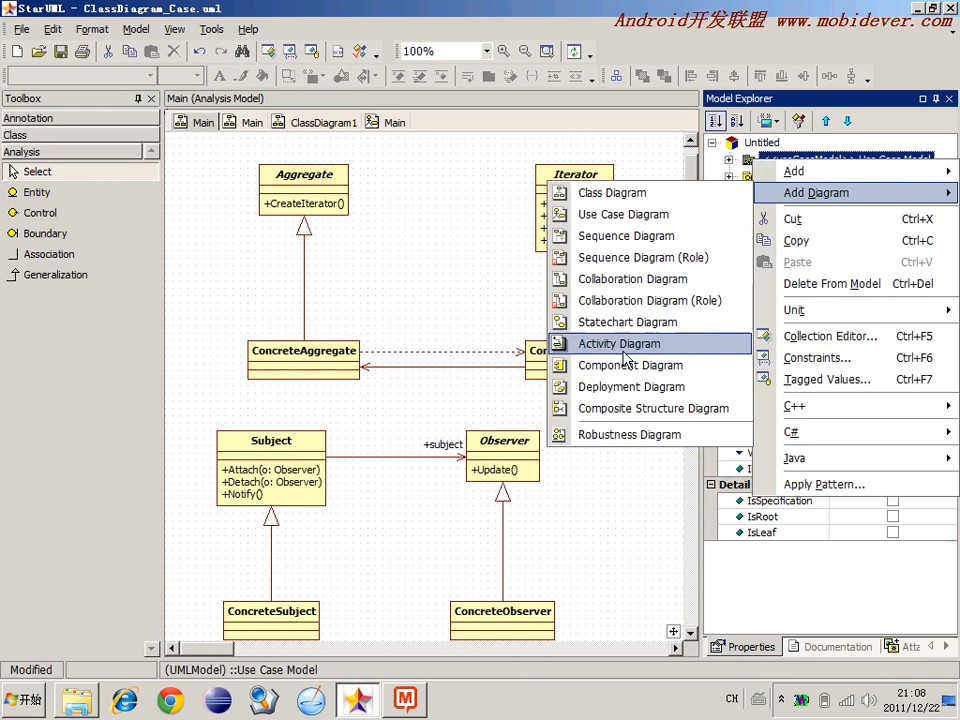 StarUML - ClassDiagram_Case.uml
Android开发联盟 www.mobidever.com
File Edit Format Model View Tools Help
100%
Toolbox
Main (Analysis Model)
Model Explorer
Annotation
Class
Analysis
Select
Entity
Control
Boundary
Association
Generalization
Main Main ClassDiagram1 Main
Aggregate
+CreateIterator()
Iterator
ConcreteAggregate
Subject
+Attach(o: Observer)
+Detach(o: Observer)
+Notify()
+subject
Observer
+Update()
ConcreteSubject
ConcreteObserver
Class Diagram
Use Case Diagram
Sequence Diagram
Sequence Diagram (Role)
Collaboration Diagram
Collaboration Diagram (Role)
Statechart Diagram
Activity Diagram
Component Diagram
Deployment Diagram
Composite Structure Diagram
Robustness Diagram
Untitled
Add
Add Diagram
Cut Ctrl+X
Copy Ctrl+C
Paste Ctrl+V
Delete From Model Ctrl+Del
Unit
Collection Editor... Ctrl+F5
Constraints... Ctrl+F6
Tagged Values... Ctrl+F7
C++
C#
Java
Apply Pattern...
Detail
IsSpecification
IsRoot
IsLeaf
Properties Documentation Atta
Modified
(UMLModel) ::Use Case Model
开始
CH
21:08
2011/12/22